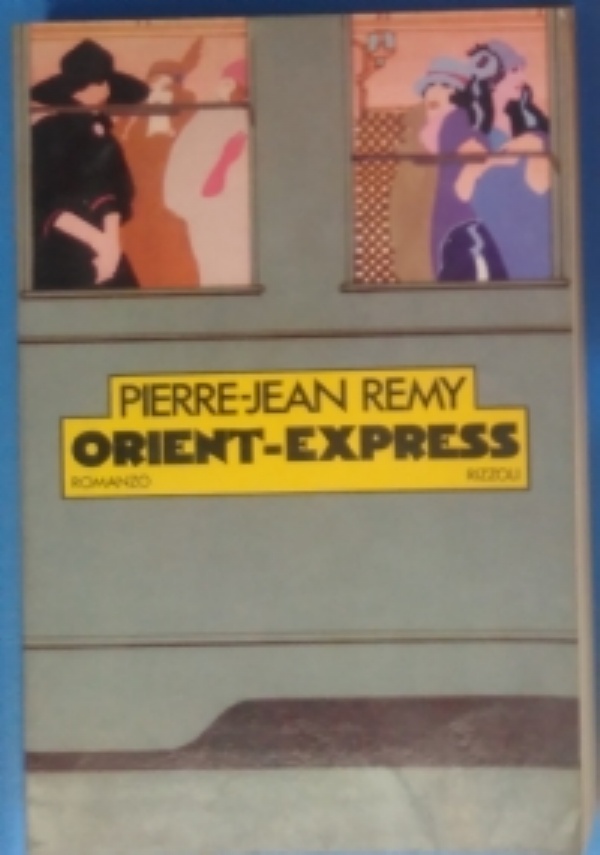 PIERRE-JEAN REMY
ORIENT-EXPRESS
ROMANZO RIZZOLI